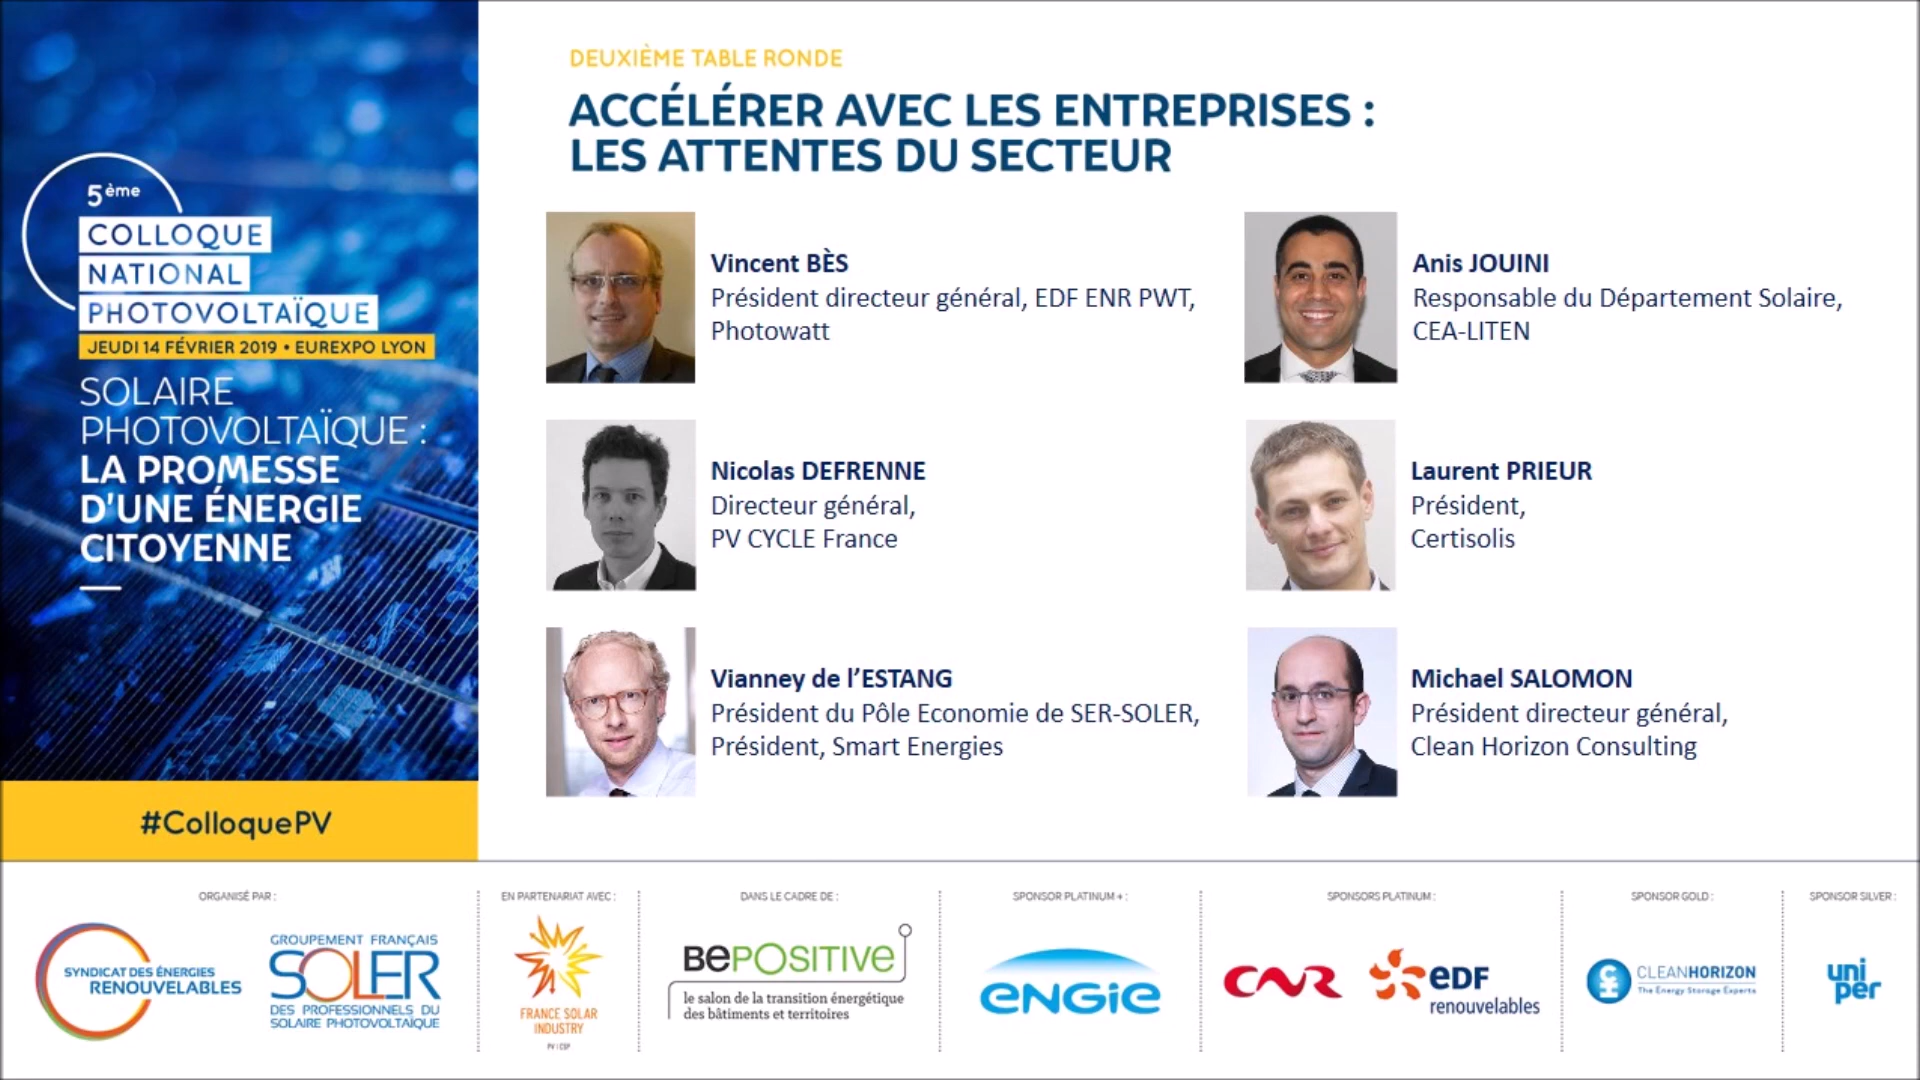 5ème
COLLOQUE
NATIONAL
PHOTOVOLTAÏQUE
JEUDI 14 FÉVRIER 2019 • EUREXPO LYON
SOLAIRE
PHOTOVOLTAÏQUE :
LA PROMESSE
D'UNE ÉNERGIE
CITOYENNE
#ColloquePV
DEUXIÈME TABLE RONDE
ACCÉLÉRER AVEC LES ENTREPRISES :
LES ATTENTES DU SECTEUR
Vincent BÈS
Président directeur général, EDF ENR PWT,
Photowatt
Anis JOUINI
Responsable du Département Solaire,
CEA-LITEN
Nicolas DEFRENNE
Directeur général,
PV CYCLE France
Laurent PRIEUR
Président,
Certisolis
Vianney de l'ESTANG
Président du Pôle Economie de SER-SOLER,
Président, Smart Energies
Michael SALOMON
Président directeur général,
Clean Horizon Consulting
ORGANISÉ PAR :
SYNDICAT DES ÉNERGIES
RENOUVELABLES
GROUPEMENT FRANÇAIS
SOLER
DES PROFESSIONNELS DU
SOLAIRE PHOTOVOLTAÏQUE
EN PARTENARIAT AVEC :
FRANCE SOLAR
INDUSTRY
PV | CSP
DANS LE CADRE DE :
BePOSITIVE
le salon de la transition énergétique
des bâtiments et territoires
SPONSOR PLATINUM + :
ENGIE
SPONSORS PLATINUM :
CNR
eDF
renouvelables
SPONSOR GOLD :
CLEANHORIZON
The Energy Storage Experts
SPONSOR SILVER :
uni
per